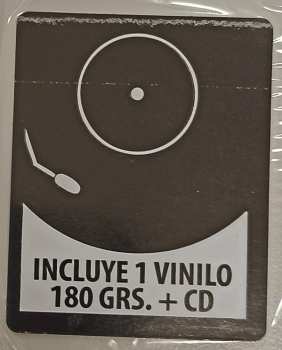 INCLUYE 1 VINILO
180 GRS. + CD